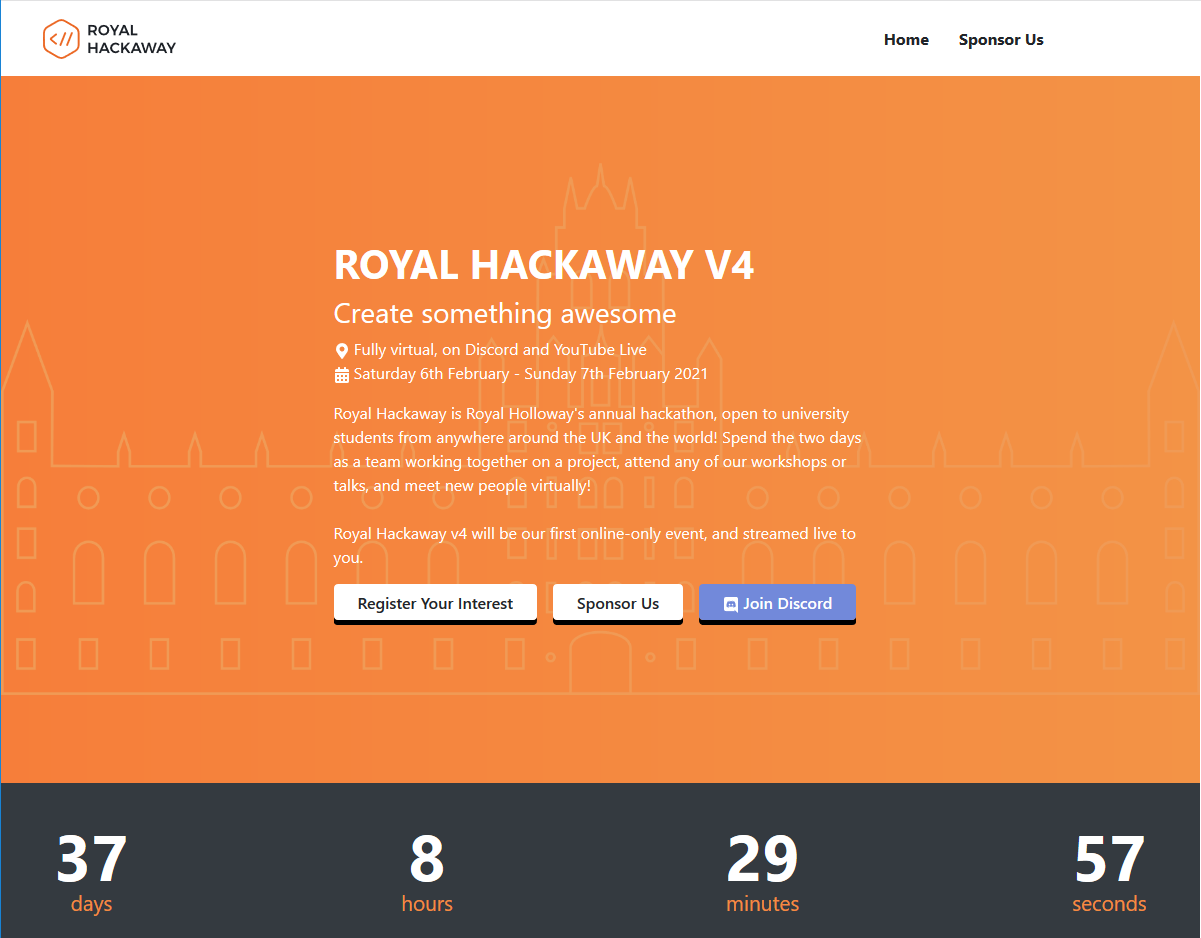 ROYAL
HACKAWAY
Home Sponsor Us
ROYAL HACKAWAY V4
Create something awesome
Fully virtual, on Discord and YouTube Live
Saturday 6th February - Sunday 7th February 2021
Royal Hackaway is Royal Holloway's annual hackathon, open to university
students from anywhere around the UK and the world! Spend the two days
as a team working together on a project, attend any of our workshops or
talks, and meet new people virtually!
Royal Hackaway v4 will be our first online-only event, and streamed live to
you.
Register Your Interest Sponsor Us Join Discord
37 8 29 57
days hours minutes seconds